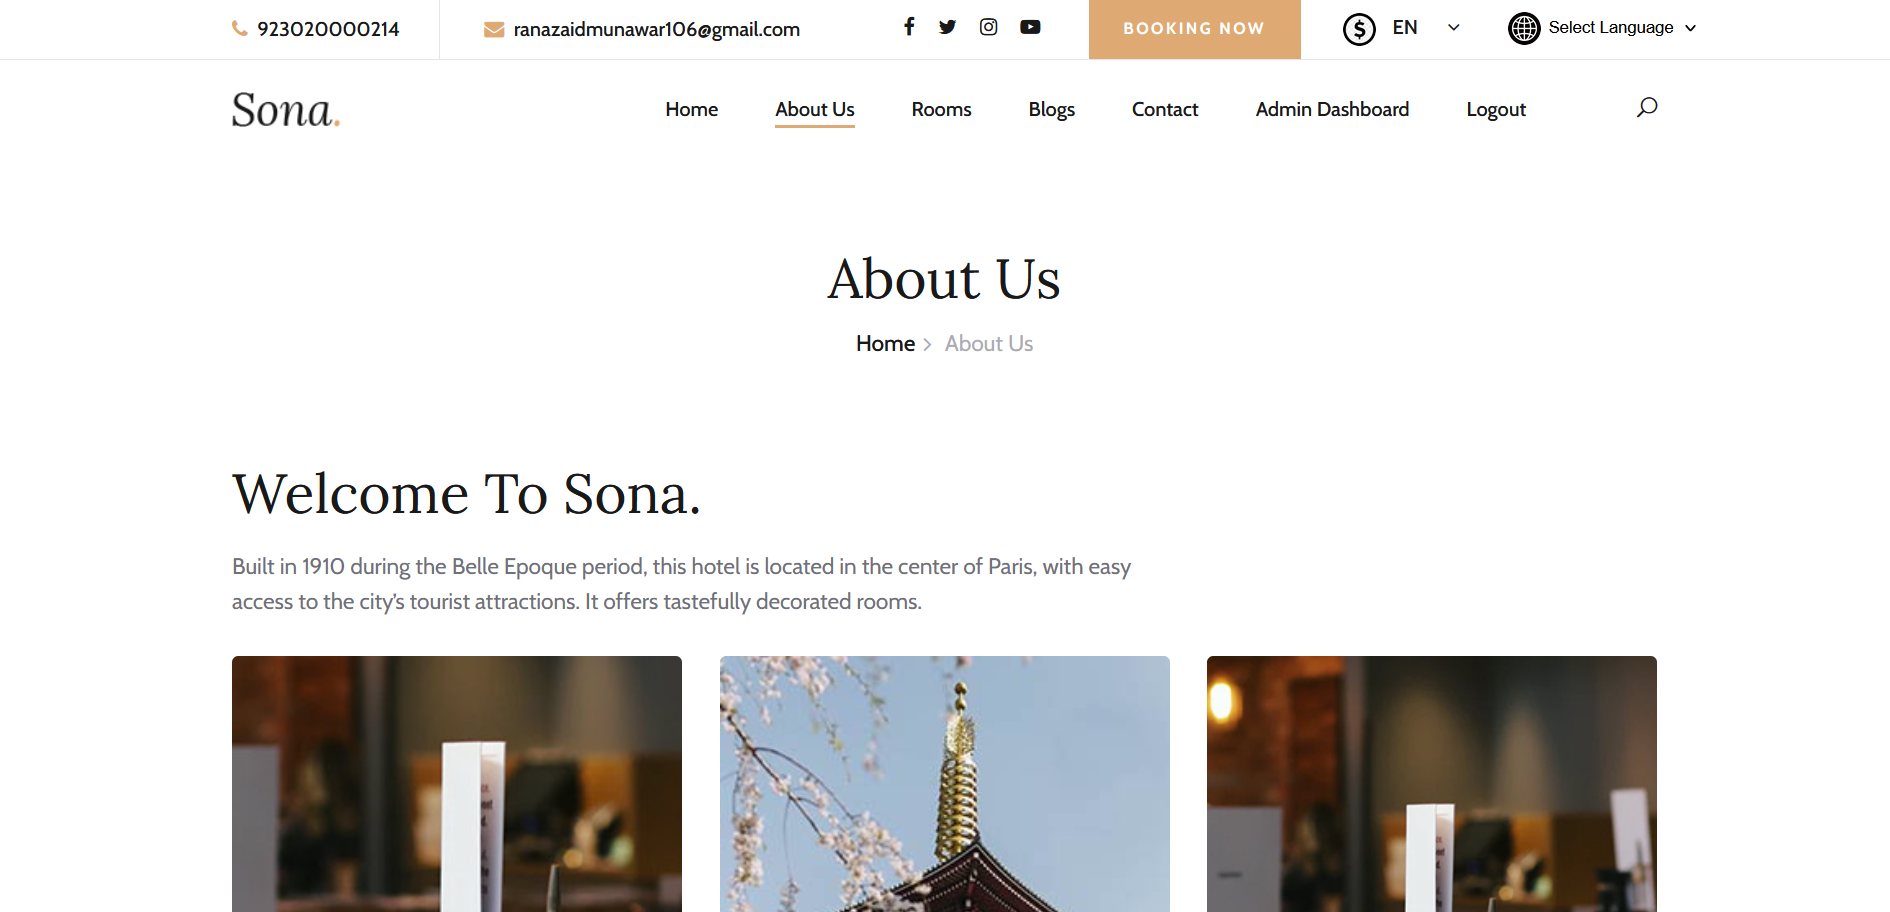 923020000214
ranazaidmunawar106@gmail.com
BOOKING NOW
EN
Select Language
Sona.
Home
About Us
Rooms
Blogs
Contact
Admin Dashboard
Logout
About Us
Home
About Us
Welcome To Sona.
Built in 1910 during the Belle Epoque period, this hotel is located in the center of Paris, with easy
access to the city’s tourist attractions. It offers tastefully decorated rooms.